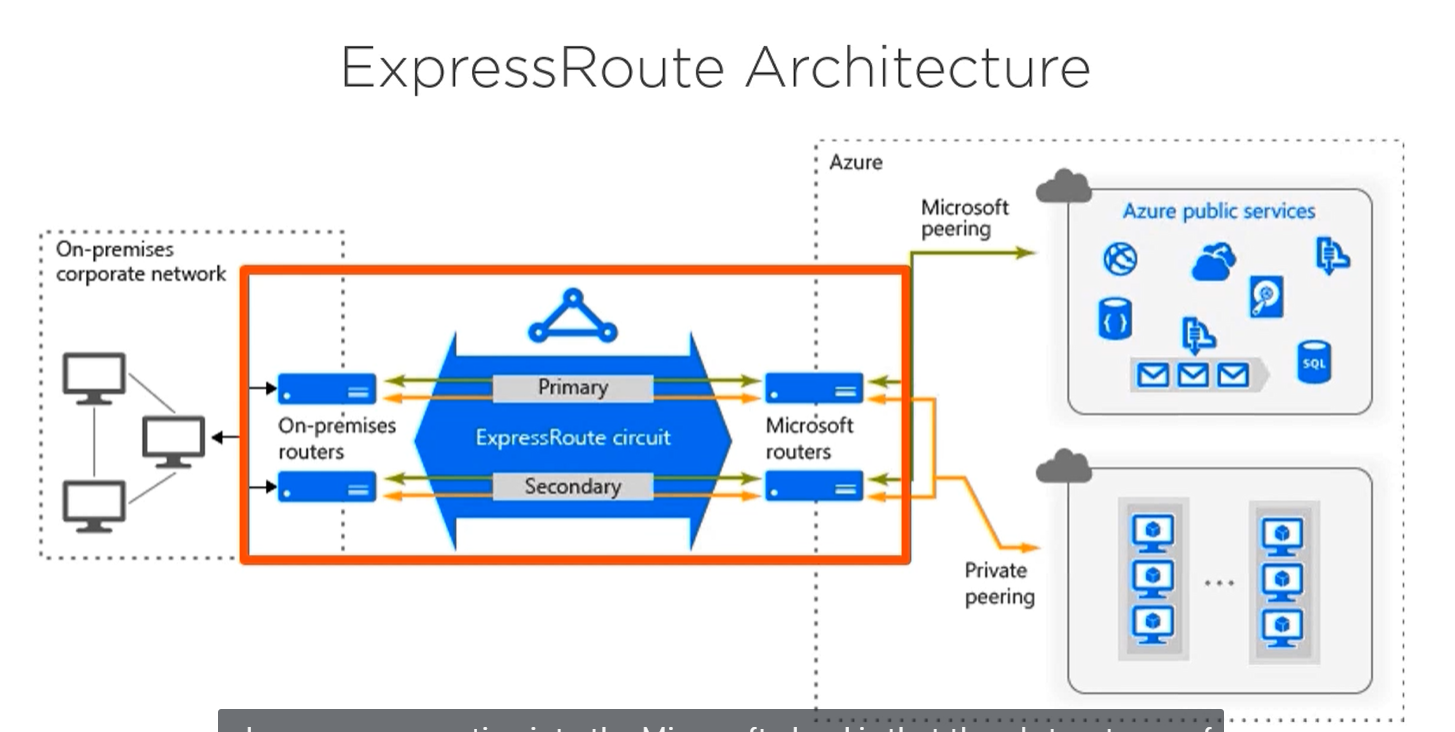 ExpressRoute Architecture
Azure
Microsoft
peering
Azure public services
On-premises
corporate network
{ }
SQL
Primary
On-premises
routers
ExpressRoute circuit
Microsoft
routers
Secondary
Private
peering
...